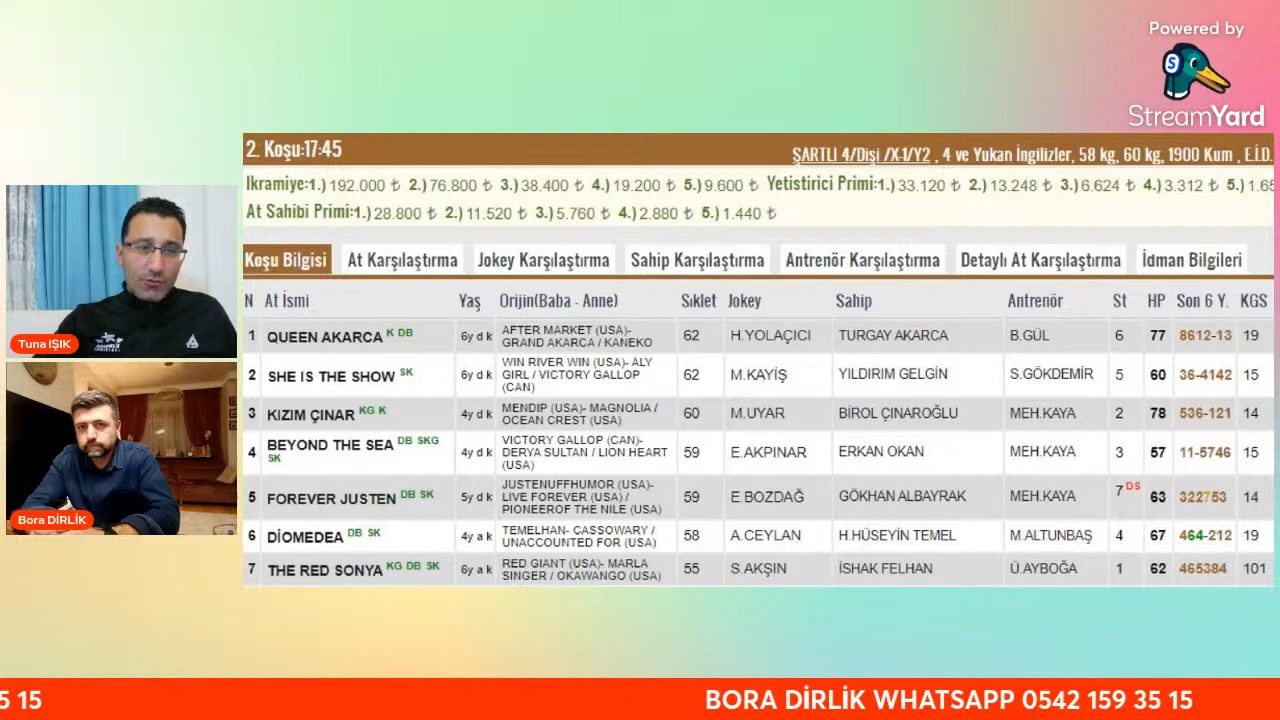 Powered by
S
StreamYard
2. Koşu:17:45
ŞARTLI 4/Dişi /X-1/Y2 , 4 ve Yukarı İngilizler, 58 kg, 60 kg, 1900 Kum , E.İ.D.
Ikramiye:1.) 192.000 ₺ 2.) 76.800 ₺ 3.) 38.400 ₺ 4.) 19.200 ₺ 5.) 9.600 ₺ Yetistirici Primi:1.) 33.120 ₺ 2.) 13.248 ₺ 3.) 6.624 ₺ 4.) 3.312 ₺ 5.) 1.65
At Sahibi Primi:1.) 28.800 ₺ 2.) 11.520 ₺ 3.) 5.760 ₺ 4.) 2.880 ₺ 5.) 1.440 ₺
Koşu Bilgisi At Karşılaştırma Jokey Karşılaştırma Sahip Karşılaştırma Antrenör Karşılaştırma Detaylı At Karşılaştırma İdman Bilgileri
N At İsmi Yaş Orijin(Baba - Anne) Sıklet Jokey Sahip Antrenör St HP Son 6 Y. KGS
1 QUEEN AKARCA K DB 6y d k AFTER MARKET (USA)- GRAND AKARCA / KANEKO 62 H.YOLAÇICI TURGAY AKARCA B.GÜL 6 77 8612-13 19
2 SHE IS THE SHOW SK 6y d k WIN RIVER WIN (USA)- ALY GIRL / VICTORY GALLOP (CAN) 62 M.KAYİŞ YILDIRIM GELGİN S.GÖKDEMİR 5 60 36-4142 15
3 KIZIM ÇINAR KG K 4y d k MENDIP (USA)- MAGNOLIA / OCEAN CREST (USA) 60 M.UYAR BİROL ÇINAROĞLU MEH.KAYA 2 78 536-121 14
4 BEYOND THE SEA DB SKG SK 4y d k VICTORY GALLOP (CAN)- DERYA SULTAN / LION HEART (USA) 59 E.AKPINAR ERKAN OKAN MEH.KAYA 3 57 11-5746 15
5 FOREVER JUSTEN DB SK 5y d k JUSTENUFFHUMOR (USA)- LIVE FOREVER (USA) / PIONEEROF THE NILE (USA) 59 E.BOZDAĞ GÖKHAN ALBAYRAK MEH.KAYA 7 DS 63 322753 14
6 DİOMEDEA DB SK 4y a k TEMELHAN- CASSOWARY / UNACCOUNTED FOR (USA) 58 A.CEYLAN H.HÜSEYİN TEMEL M.ALTUNBAŞ 4 67 464-212 19
7 THE RED SONYA KG DB SK 6y a k RED GIANT (USA)- MARLA SINGER / OKAWANGO (USA) 55 S.AKŞIN İSHAK FELHAN Ü.AYBOĞA 1 62 465384 101
Tuna IŞIK
Bora DİRLİK
5 15
BORA DİRLİK WHATSAPP 0542 159 35 15